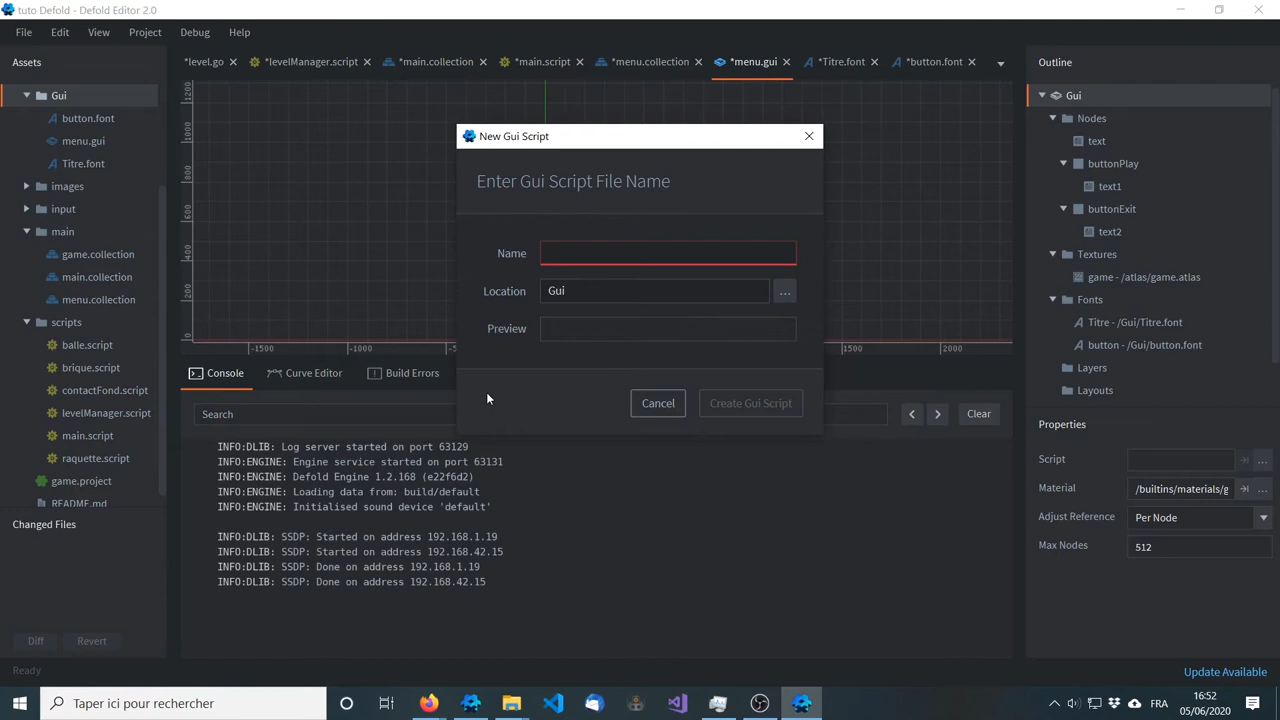 tuto Defold - Defold Editor 2.0
File Edit View Project Debug Help
Assets
Gui
button.font
menu.gui
Titre.font
images
input
main
game.collection
main.collection
menu.collection
scripts
balle.script
brique.script
contactFond.script
levelManager.script
main.script
raquette.script
game.project
README.md
Changed Files
Diff Revert
Ready
*level.go *levelManager.script *main.collection *main.script *menu.collection *menu.gui *Titre.font *button.font
1200
1000
800
600
400
200
0
-1500 -1000 1500 2000
New Gui Script
Enter Gui Script File Name
Name
Location Gui ...
Preview
Cancel Create Gui Script
Console Curve Editor Build Errors
Search Clear
INFO:DLIB: Log server started on port 63129
INFO:ENGINE: Engine service started on port 63131
INFO:ENGINE: Defold Engine 1.2.168 (e22f6d2)
INFO:ENGINE: Loading data from: build/default
INFO:ENGINE: Initialised sound device 'default'
INFO:DLIB: SSDP: Started on address 192.168.1.19
INFO:DLIB: SSDP: Started on address 192.168.42.15
INFO:DLIB: SSDP: Done on address 192.168.1.19
INFO:DLIB: SSDP: Done on address 192.168.42.15
Outline
Gui
Nodes
text
buttonPlay
text1
buttonExit
text2
Textures
game - /atlas/game.atlas
Fonts
Titre - /Gui/Titre.font
button - /Gui/button.font
Layers
Layouts
Properties
Script ...
Material /builtins/materials/g ...
Adjust Reference Per Node
Max Nodes 512
Update Available
Taper ici pour rechercher
FRA
16:52
05/06/2020